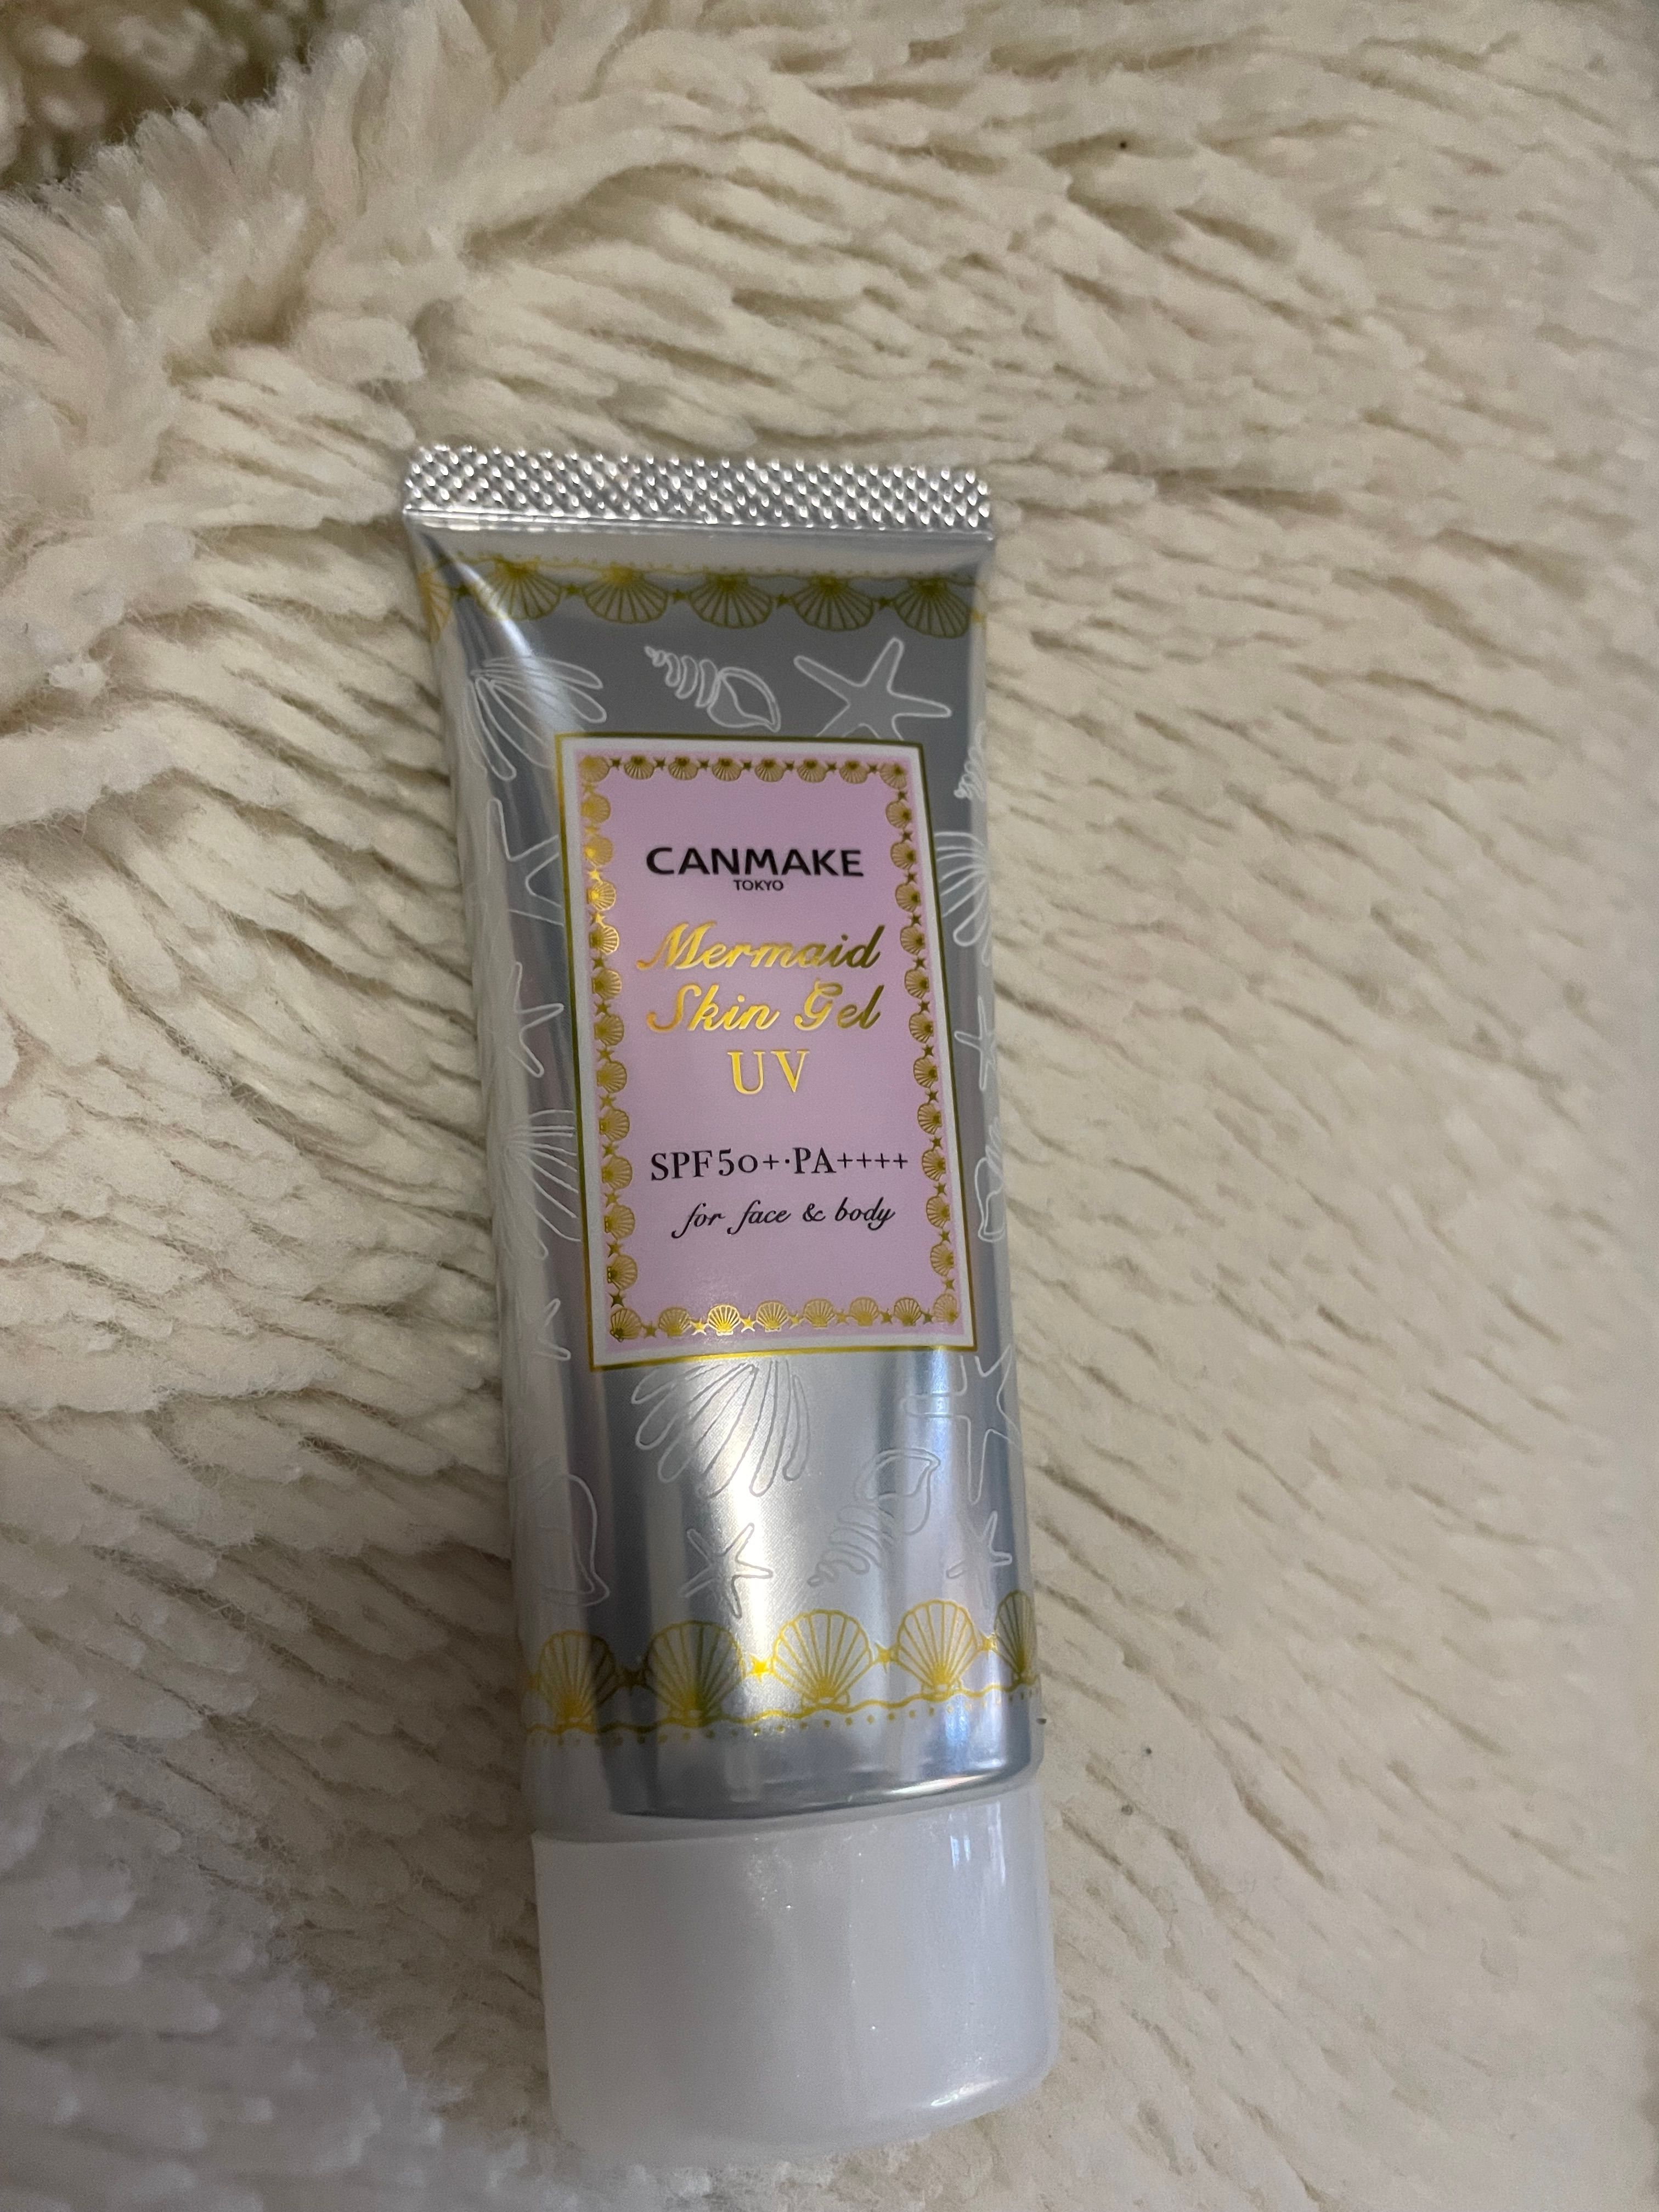 CANMAKE
TOKYO
Mermaid
Skin Gel
UV
SPF50+·PA++++
for face & body